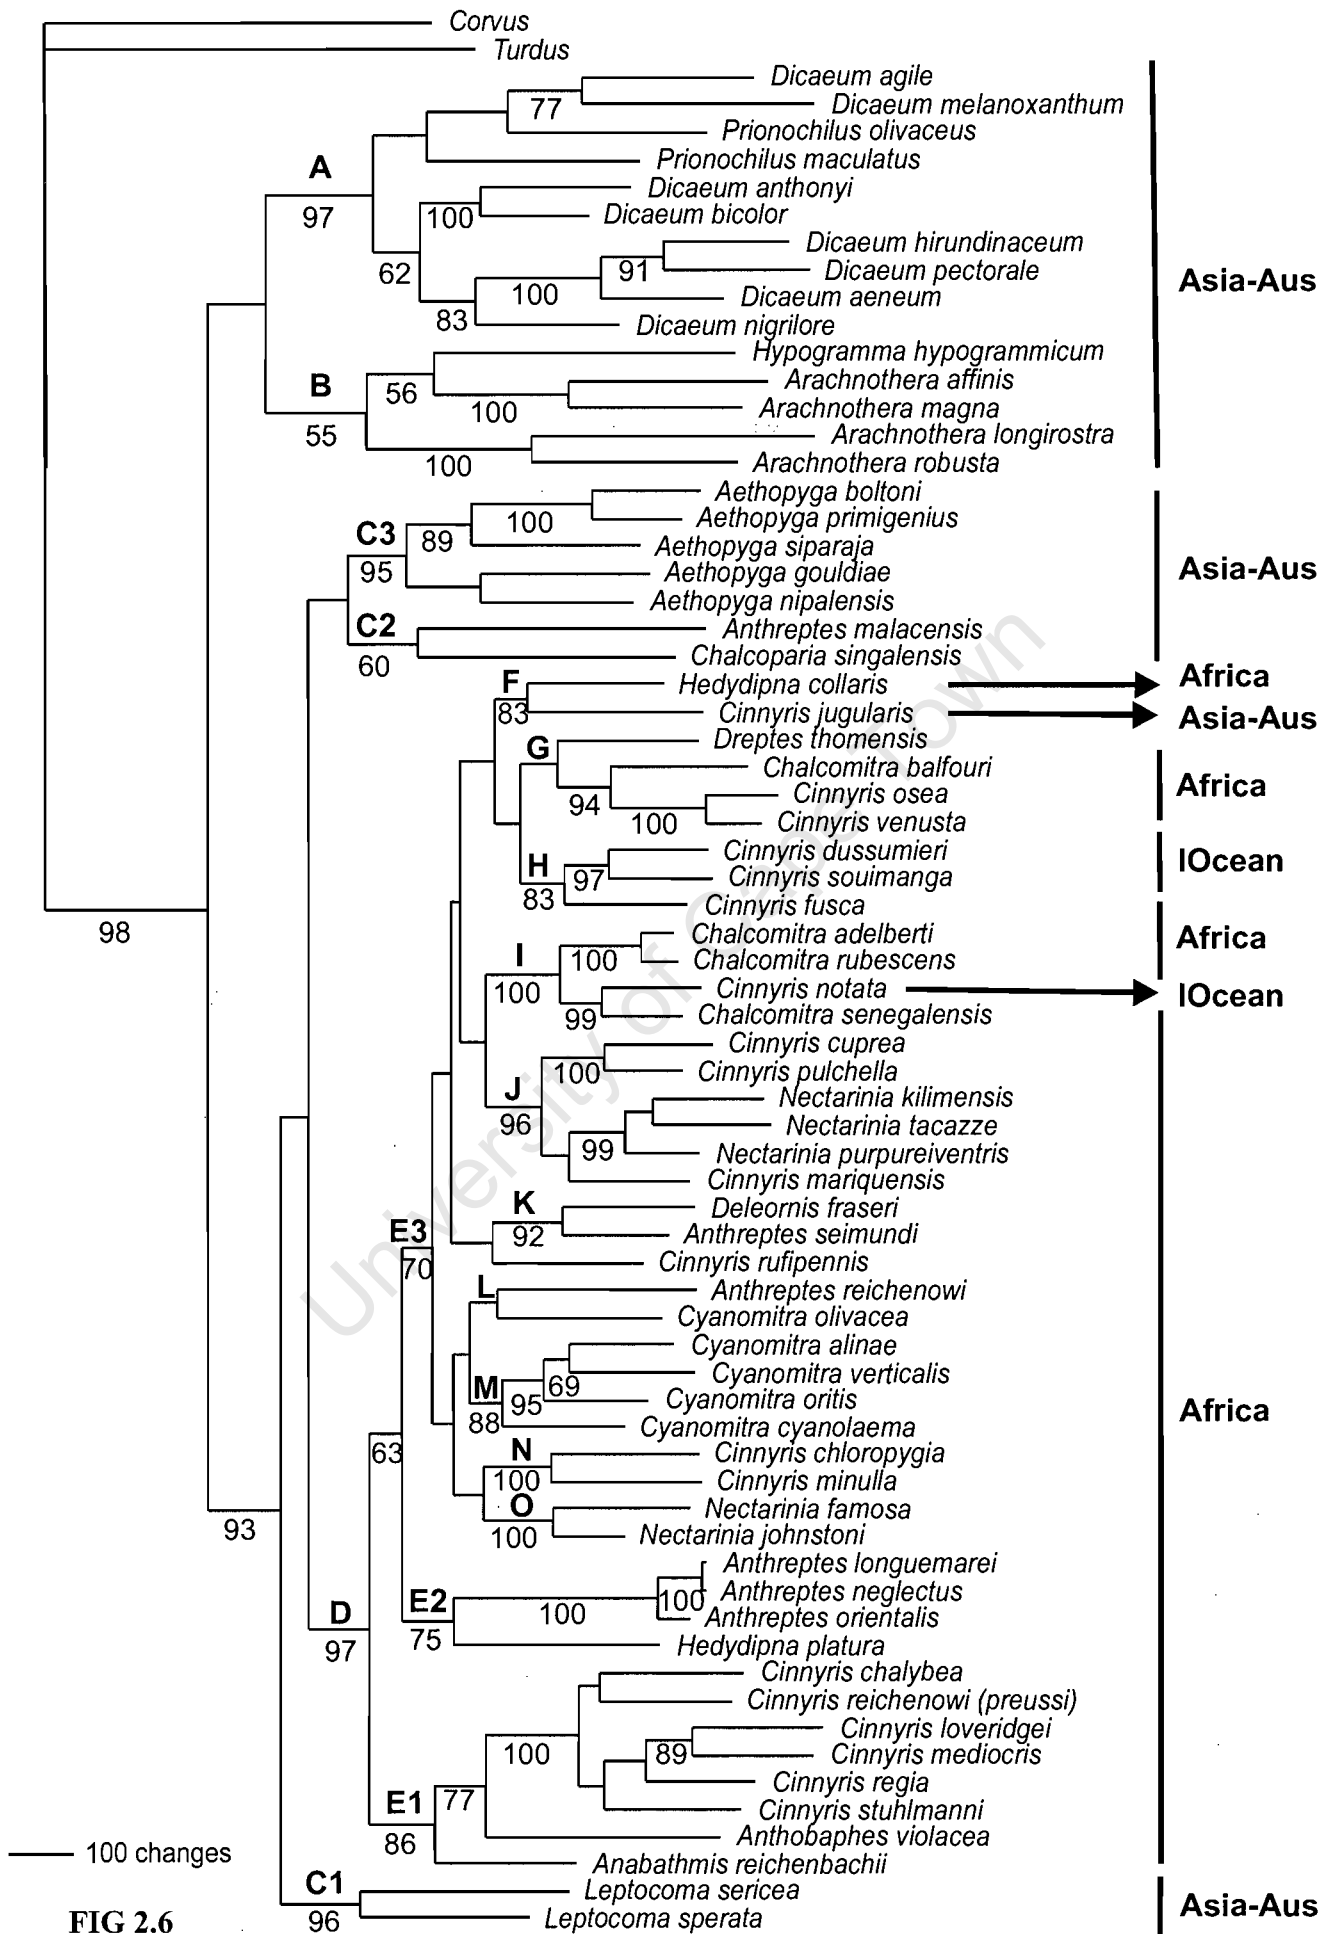 Corvus
Turdus
Dicaeum agile
77
Dicaeum melanoxanthum
Prionochilus olivaceus
Prionochilus maculatus
A
97
Dicaeum anthonyi
100
Dicaeum bicolor
Dicaeum hirundinaceum
91
Dicaeum pectorale
62
100
Dicaeum aeneum
83
Dicaeum nigrilore
Asia-Aus
Hypogramma hypogrammicum
B
56
Arachnothera affinis
100
Arachnothera magna
55
Arachnothera longirostra
100
Arachnothera robusta
Aethopyga boltoni
100
Aethopyga primigenius
C3
89
Aethopyga siparaja
95
Aethopyga gouldiae
Aethopyga nipalensis
Asia-Aus
C2
Anthreptes malacensis
60
Chalcoparia singalensis
F
Hedydipna collaris
Africa
83
Cinnyris jugularis
Asia-Aus
G
Dreptes thomensis
Chalcomitra balfouri
94
Cinnyris osea
100
Cinnyris venusta
Africa
H
Cinnyris dussumieri
97
Cinnyris souimanga
IOcean
83
Cinnyris fusca
98
Chalcomitra adelberti
I
100
Chalcomitra rubescens
Africa
100
Cinnyris notata
IOcean
99
Chalcomitra senegalensis
Cinnyris cuprea
100
Cinnyris pulchella
J
96
Nectarinia kilimensis
Nectarinia tacazze
99
Nectarinia purpureiventris
Cinnyris mariquensis
K
Deleornis fraseri
92
Anthreptes seimundi
E3
70
Cinnyris rufipennis
L
Anthreptes reichenowi
Cyanomitra olivacea
Cyanomitra alinae
69
Cyanomitra verticalis
M
95
Cyanomitra oritis
88
Cyanomitra cyanolaema
Africa
63
N
Cinnyris chloropygia
100
Cinnyris minulla
O
Nectarinia famosa
100
Nectarinia johnstoni
93
Anthreptes longuemarei
100
Anthreptes neglectus
E2
100
Anthreptes orientalis
75
Hedydipna platura
D
97
Cinnyris chalybea
Cinnyris reichenowi (preussi)
100
Cinnyris loveridgei
89
Cinnyris mediocris
Cinnyris regia
E1
77
Cinnyris stuhlmanni
86
Anthobaphes violacea
100 changes
Anabathmis reichenbachii
C1
Leptocoma sericea
96
Leptocoma sperata
Asia-Aus
FIG 2.6
University of Cape Town